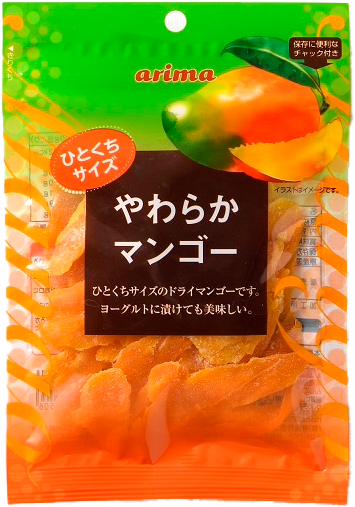 保存に便利な
チャック付き
arima
ひとくち
サイズ
イラストはイメージです。
やわらか
マンゴー
ひとくちサイズのドライマンゴーです。
ヨーグルトに漬けても美味しい。